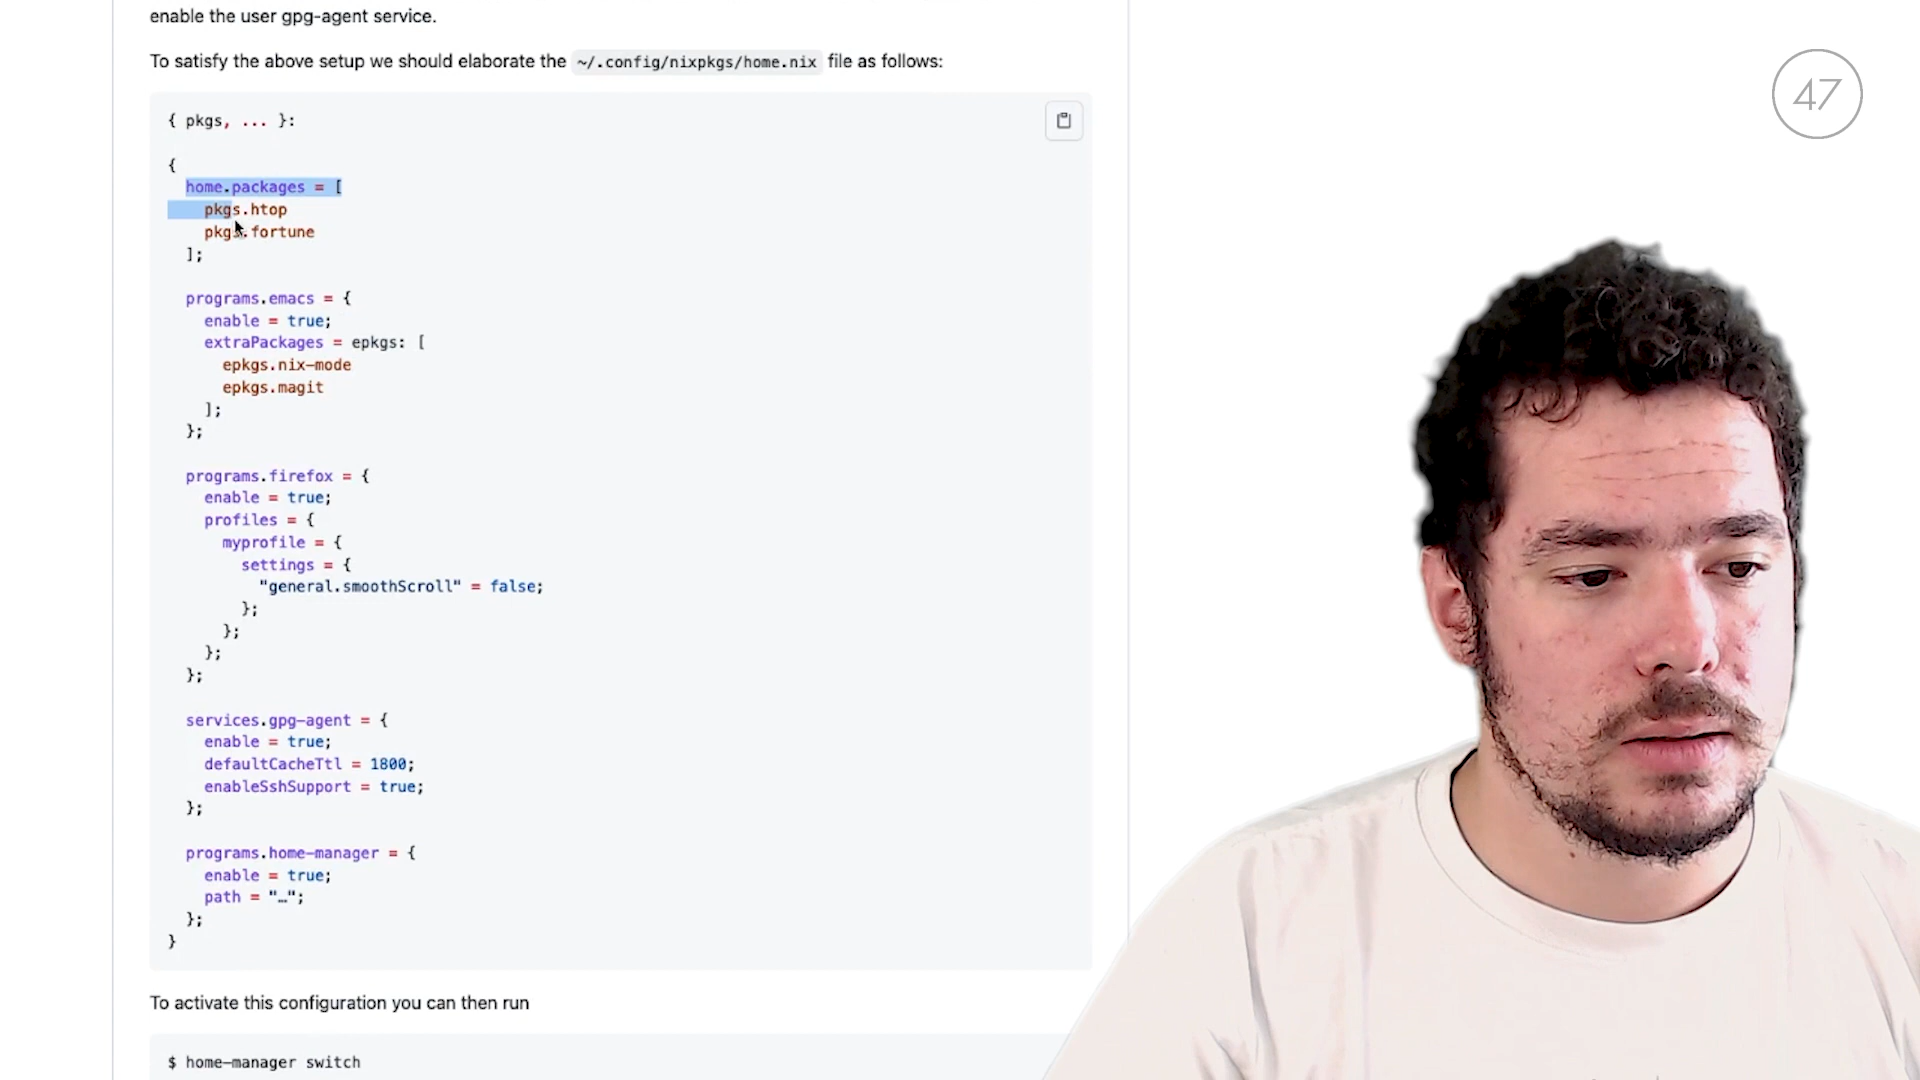 enable the user gpg-agent service.
To satisfy the above setup we should elaborate the ~/.config/nixpkgs/home.nix file as follows:
47
{ pkgs, ... }:
{
home.packages = [
pkgs.htop
pkgs.fortune
];
programs.emacs = {
enable = true;
extraPackages = epkgs: [
epkgs.nix-mode
epkgs.magit
];
};
programs.firefox = {
enable = true;
profiles = {
myprofile = {
settings = {
"general.smoothScroll" = false;
};
};
};
};
services.gpg-agent = {
enable = true;
defaultCacheTtl = 1800;
enableSshSupport = true;
};
programs.home-manager = {
enable = true;
path = "…";
};
}
To activate this configuration you can then run
$ home-manager switch